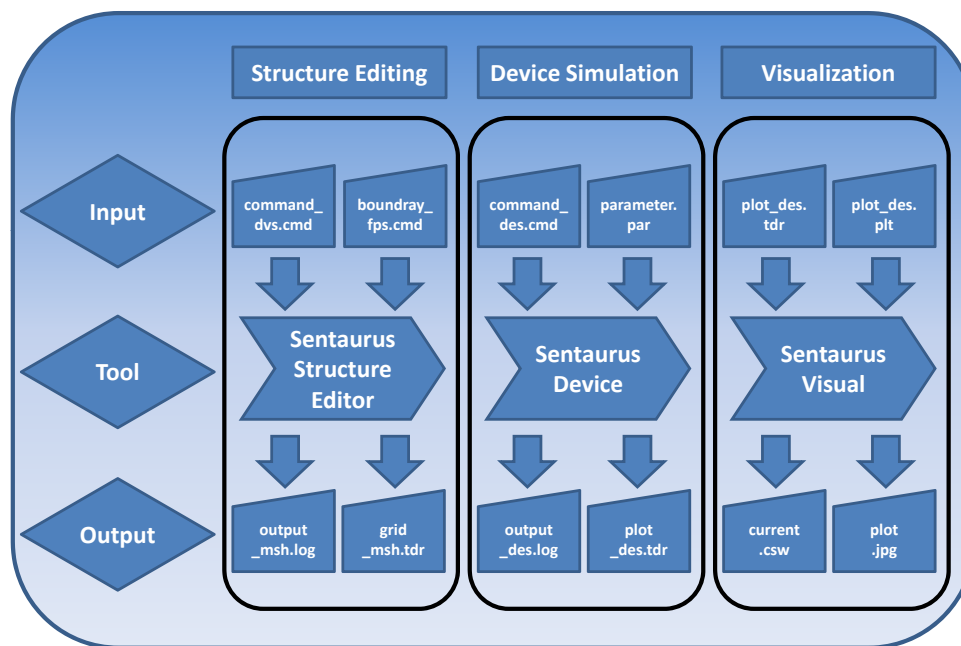 Structure Editing
Device Simulation
Visualization
Input
command_
dvs.cmd
boundray_
fps.cmd
command_
des.cmd
parameter.
par
plot_des.
tdr
plot_des.
plt
Tool
Sentaurus
Structure
Editor
Sentaurus
Device
Sentaurus
Visual
Output
output
_msh.log
grid
_msh.tdr
output
_des.log
plot
_des.tdr
current
.csw
plot
.jpg